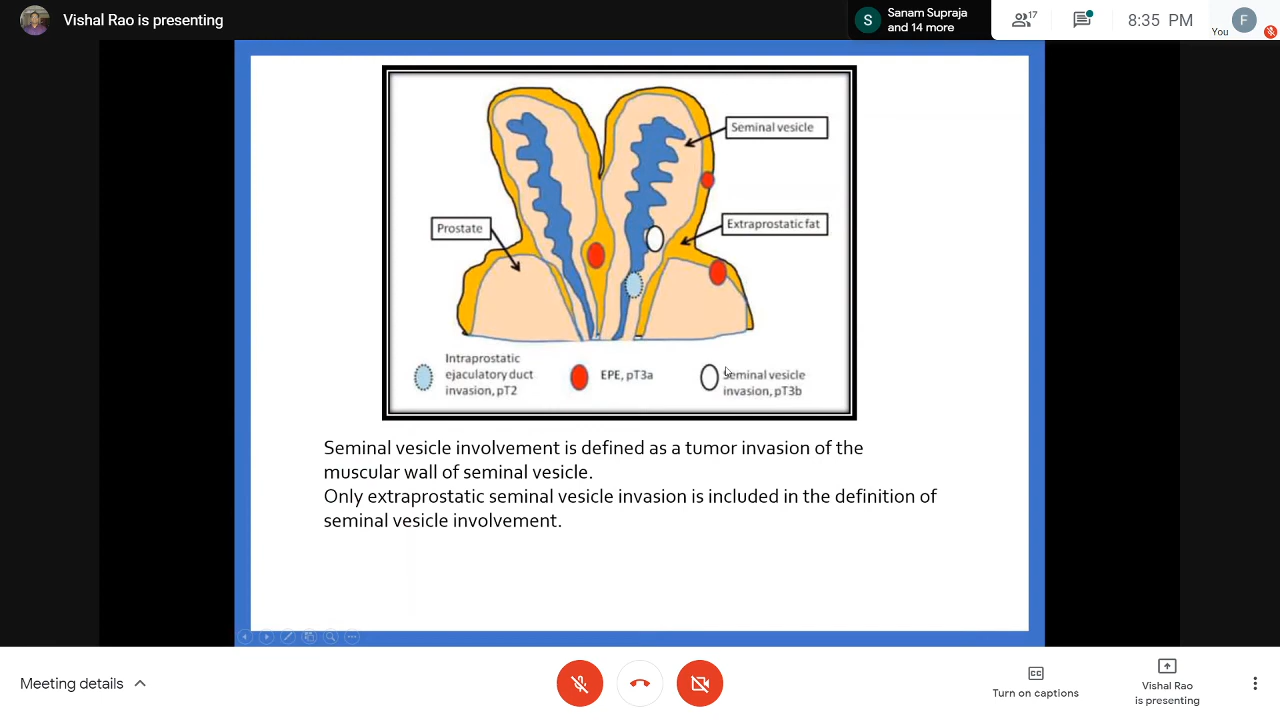 Vishal Rao is presenting
S
Sanam Supraja
and 14 more
17
8:35 PM
You
F
Seminal vesicle
Prostate
Extraprostatic fat
Intraprostatic
ejaculatory duct
invasion, pT2
EPE, pT3a
Seminal vesicle
invasion, pT3b
Seminal vesicle involvement is defined as a tumor invasion of the
muscular wall of seminal vesicle.
Only extraprostatic seminal vesicle invasion is included in the definition of
seminal vesicle involvement.
Meeting details
CC
Turn on captions
Vishal Rao
is presenting